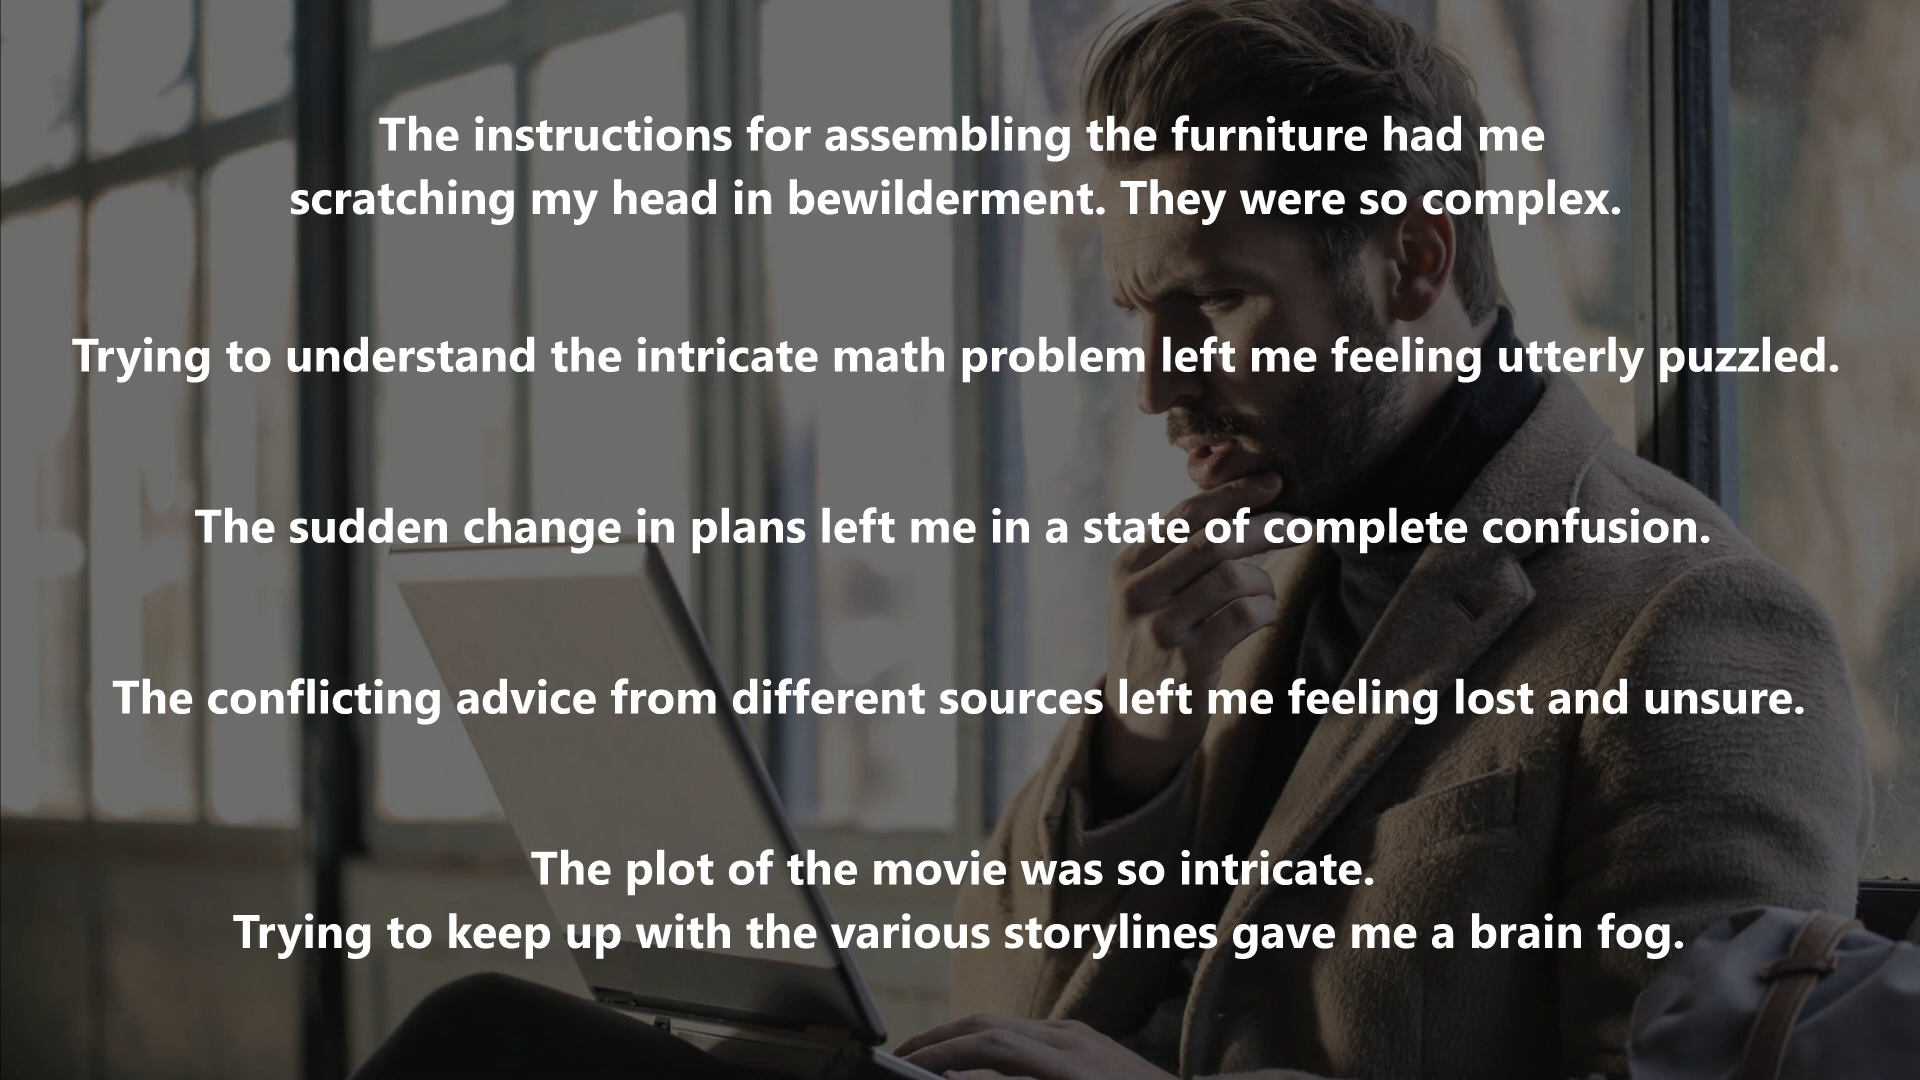 The instructions for assembling the furniture had me
scratching my head in bewilderment. They were so complex.
Trying to understand the intricate math problem left me feeling utterly puzzled.
The sudden change in plans left me in a state of complete confusion.
The conflicting advice from different sources left me feeling lost and unsure.
The plot of the movie was so intricate.
Trying to keep up with the various storylines gave me a brain fog.